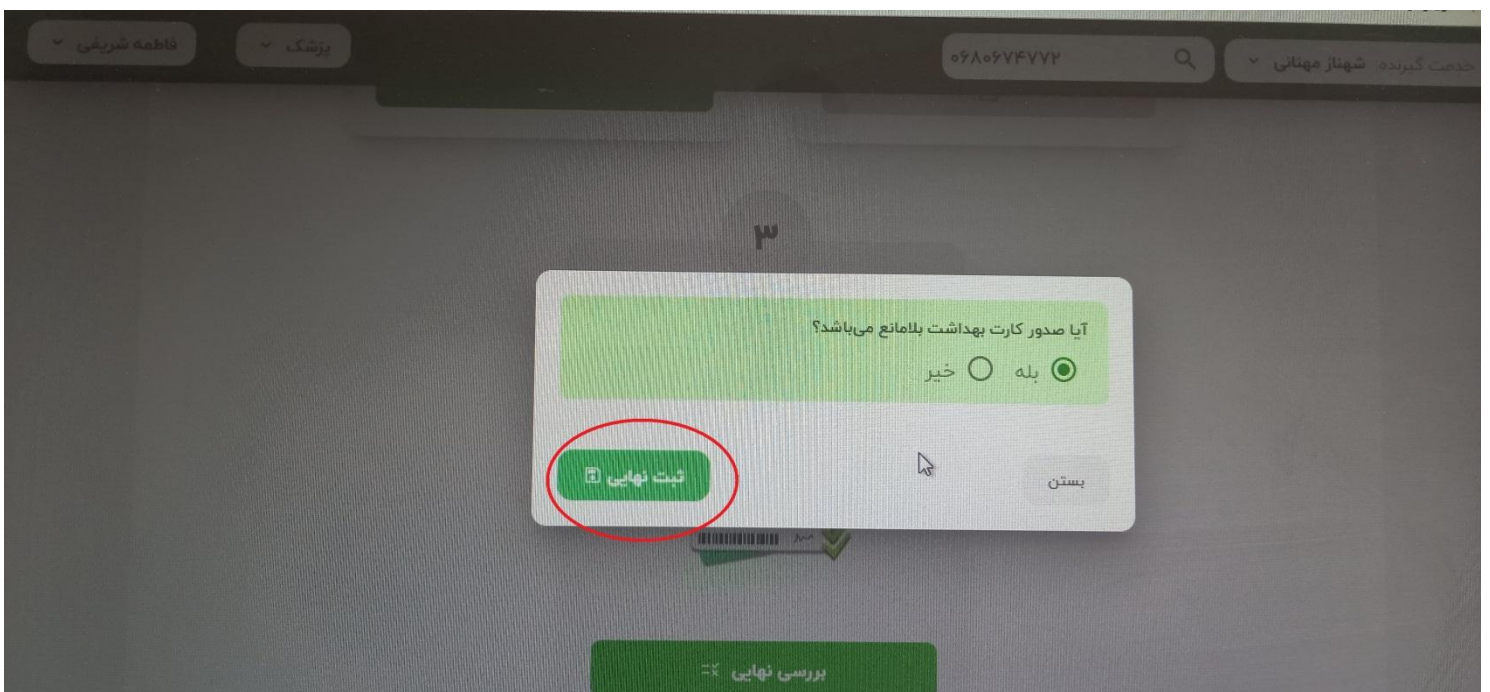 خدمت گیرنده: شهناز مهنائی
۰۶۸۰۶۷۴۷۷۲
پزشک
فاطمه شریفی
۳
آیا صدور کارت بهداشت بلامانع می‌باشد؟
بله
خیر
بستن
ثبت نهایی
بررسی نهایی